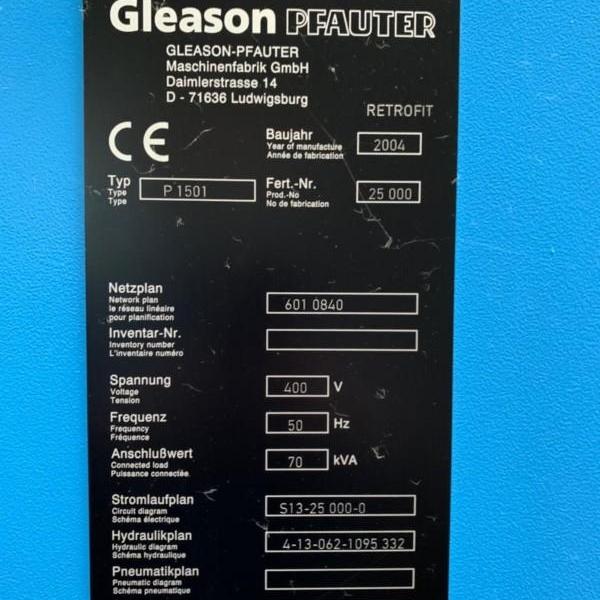 Gleason PFAUTER
GLEASON-PFAUTER
Maschinenfabrik GmbH
Daimlerstrasse 14
D - 71636 Ludwigsburg
RETROFIT
CE
Baujahr
Year of manufacture
Année de fabrication
2004
Typ
Type
Type
P 1501
Fert.-Nr.
Prod.-No
No de fabrication
25 000
Netzplan
Network plan
le réseau linéaire
pour planification
601 0840
Inventar-Nr.
Inventory number
L'inventaire numéro
Spannung
Voltage
Tension
400 V
Frequenz
Frequency
Fréquence
50 Hz
Anschlußwert
Connected load
Puissance connectée
70 kVA
Stromlaufplan
Circuit diagram
Schéma électrique
S13-25 000-0
Hydraulikplan
Hydraulic diagram
Schéma hydraulique
4-13-062-1095 332
Pneumatikplan
Pneumatic diagram
Schéma pneumatique